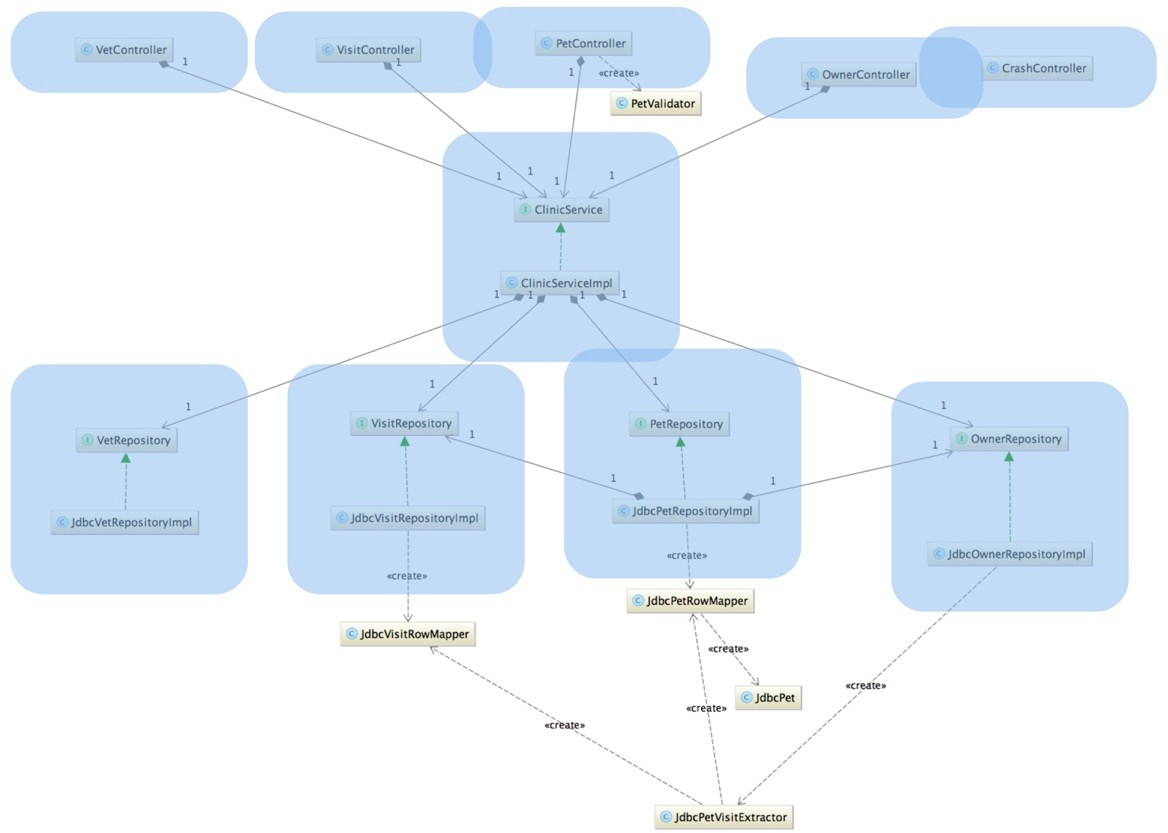 C VetController
C VisitController
C PetController
C OwnerController
C CrashController
1
1
1
1
«create»
C PetValidator
1
1
1
1
I ClinicService
C ClinicServiceImpl
1
1
1
1
1
1
1
1
I VetRepository
I VisitRepository
I PetRepository
I OwnerRepository
1
1
1
1
C JdbcVetRepositoryImpl
C JdbcVisitRepositoryImpl
C JdbcPetRepositoryImpl
C JdbcOwnerRepositoryImpl
«create»
«create»
C JdbcPetRowMapper
C JdbcVisitRowMapper
«create»
C JdbcPet
«create»
«create»
«create»
C JdbcPetVisitExtractor